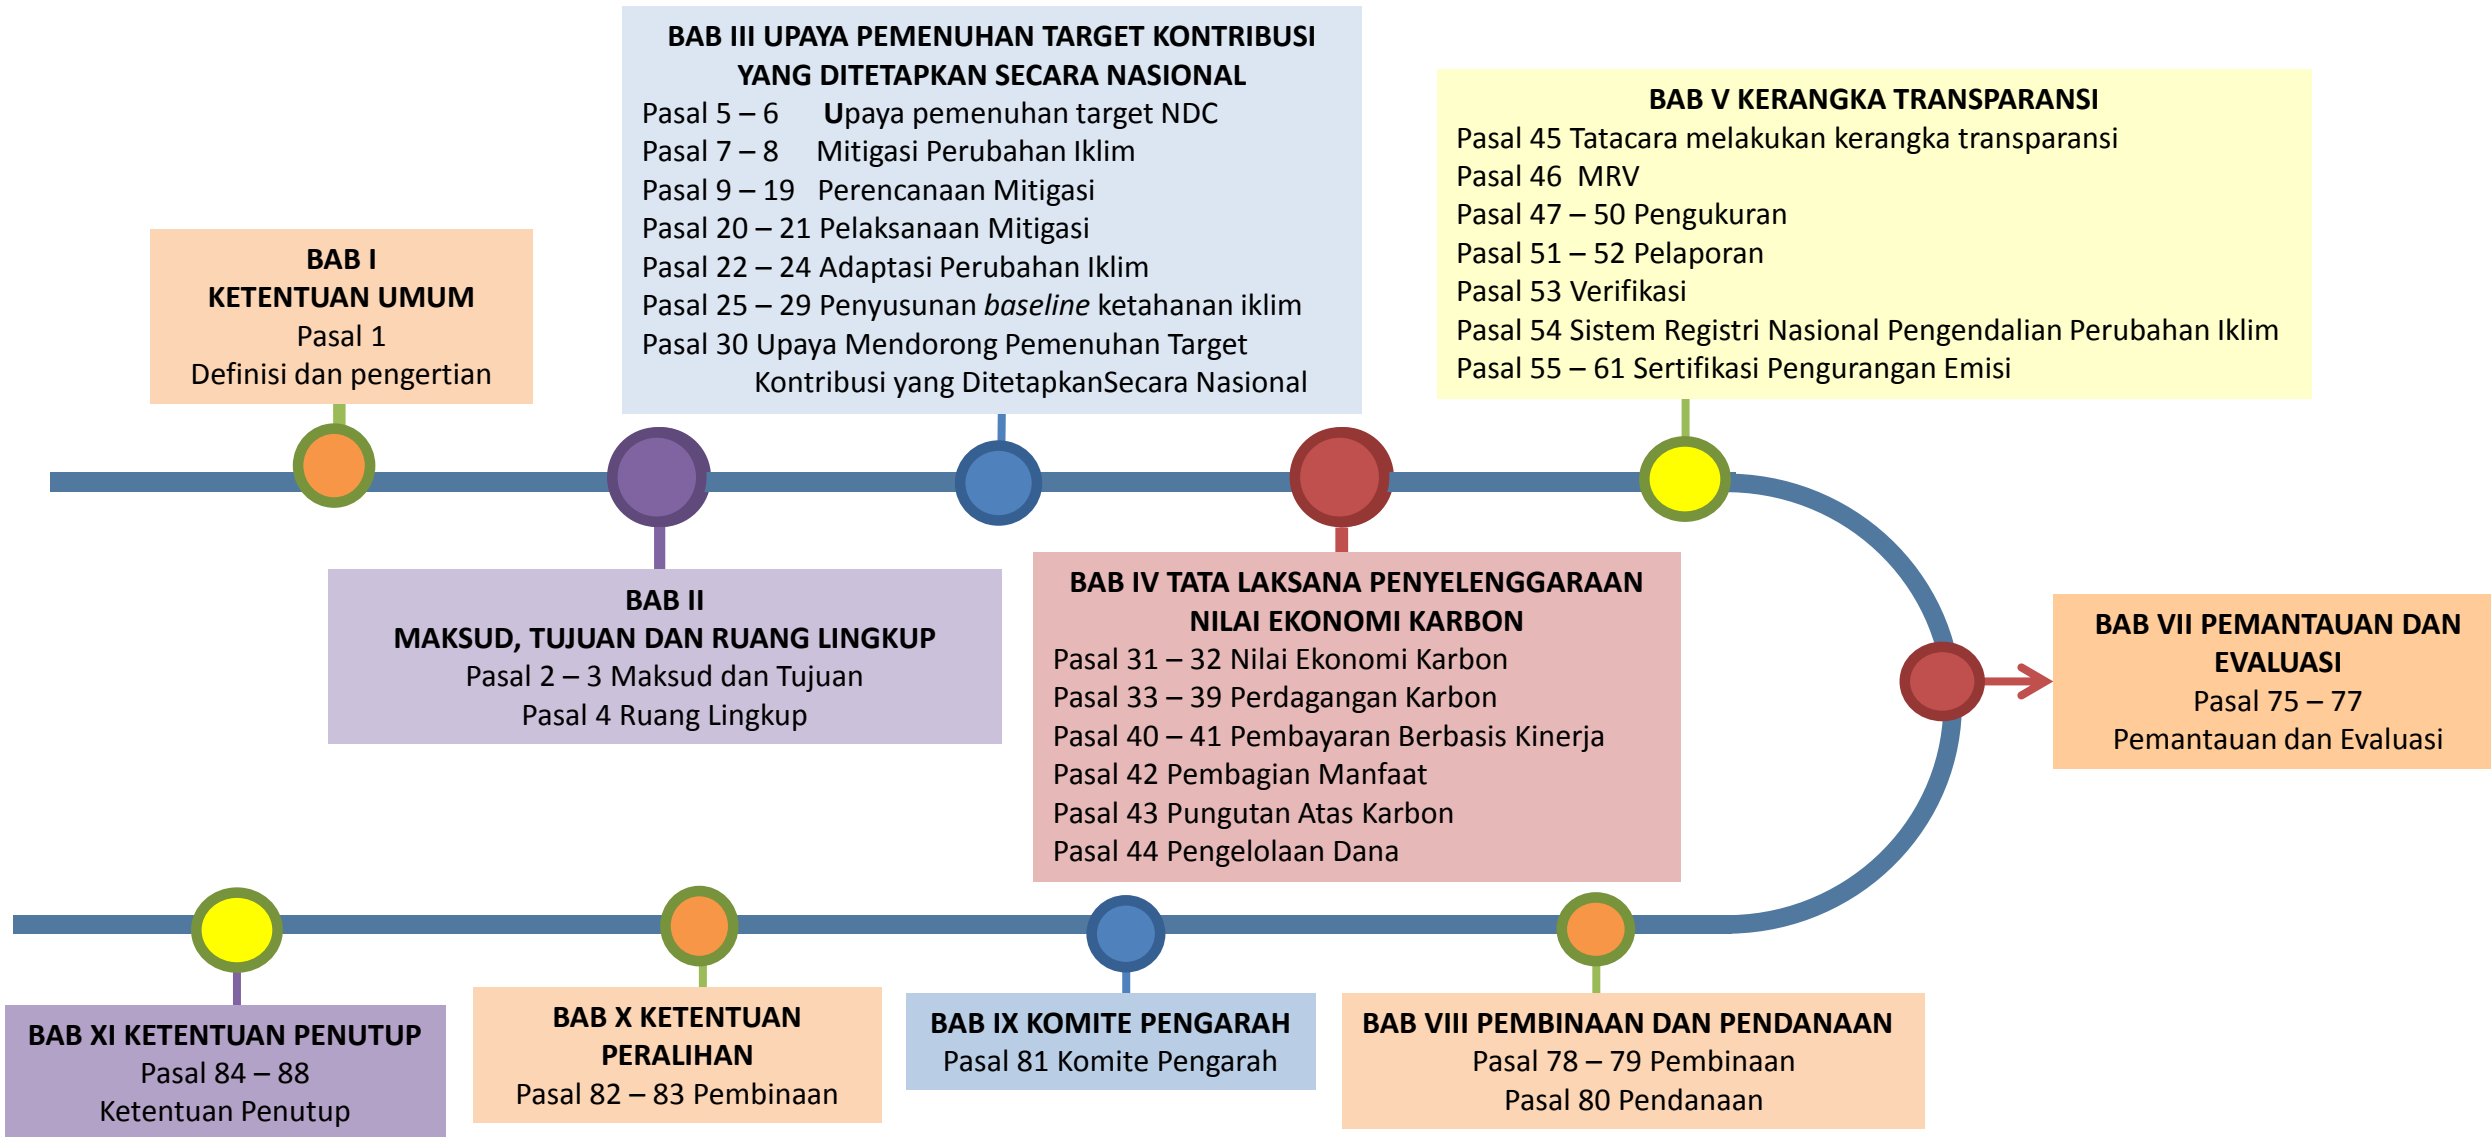 BAB I
KETENTUAN UMUM
Pasal 1
Definisi dan pengertian
BAB II
MAKSUD, TUJUAN DAN RUANG LINGKUP
Pasal 2 – 3 Maksud dan Tujuan
Pasal 4 Ruang Lingkup
BAB III UPAYA PEMENUHAN TARGET KONTRIBUSI
YANG DITETAPKAN SECARA NASIONAL
Pasal 5 – 6 Upaya pemenuhan target NDC
Pasal 7 – 8 Mitigasi Perubahan Iklim
Pasal 9 – 19 Perencanaan Mitigasi
Pasal 20 – 21 Pelaksanaan Mitigasi
Pasal 22 – 24 Adaptasi Perubahan Iklim
Pasal 25 – 29 Penyusunan baseline ketahanan iklim
Pasal 30 Upaya Mendorong Pemenuhan Target
Kontribusi yang DitetapkanSecara Nasional
BAB IV TATA LAKSANA PENYELENGGARAAN
NILAI EKONOMI KARBON
Pasal 31 – 32 Nilai Ekonomi Karbon
Pasal 33 – 39 Perdagangan Karbon
Pasal 40 – 41 Pembayaran Berbasis Kinerja
Pasal 42 Pembagian Manfaat
Pasal 43 Pungutan Atas Karbon
Pasal 44 Pengelolaan Dana
BAB V KERANGKA TRANSPARANSI
Pasal 45 Tatacara melakukan kerangka transparansi
Pasal 46 MRV
Pasal 47 – 50 Pengukuran
Pasal 51 – 52 Pelaporan
Pasal 53 Verifikasi
Pasal 54 Sistem Registri Nasional Pengendalian Perubahan Iklim
Pasal 55 – 61 Sertifikasi Pengurangan Emisi
BAB VII PEMANTAUAN DAN
EVALUASI
Pasal 75 – 77
Pemantauan dan Evaluasi
BAB VIII PEMBINAAN DAN PENDANAAN
Pasal 78 – 79 Pembinaan
Pasal 80 Pendanaan
BAB IX KOMITE PENGARAH
Pasal 81 Komite Pengarah
BAB X KETENTUAN
PERALIHAN
Pasal 82 – 83 Pembinaan
BAB XI KETENTUAN PENUTUP
Pasal 84 – 88
Ketentuan Penutup